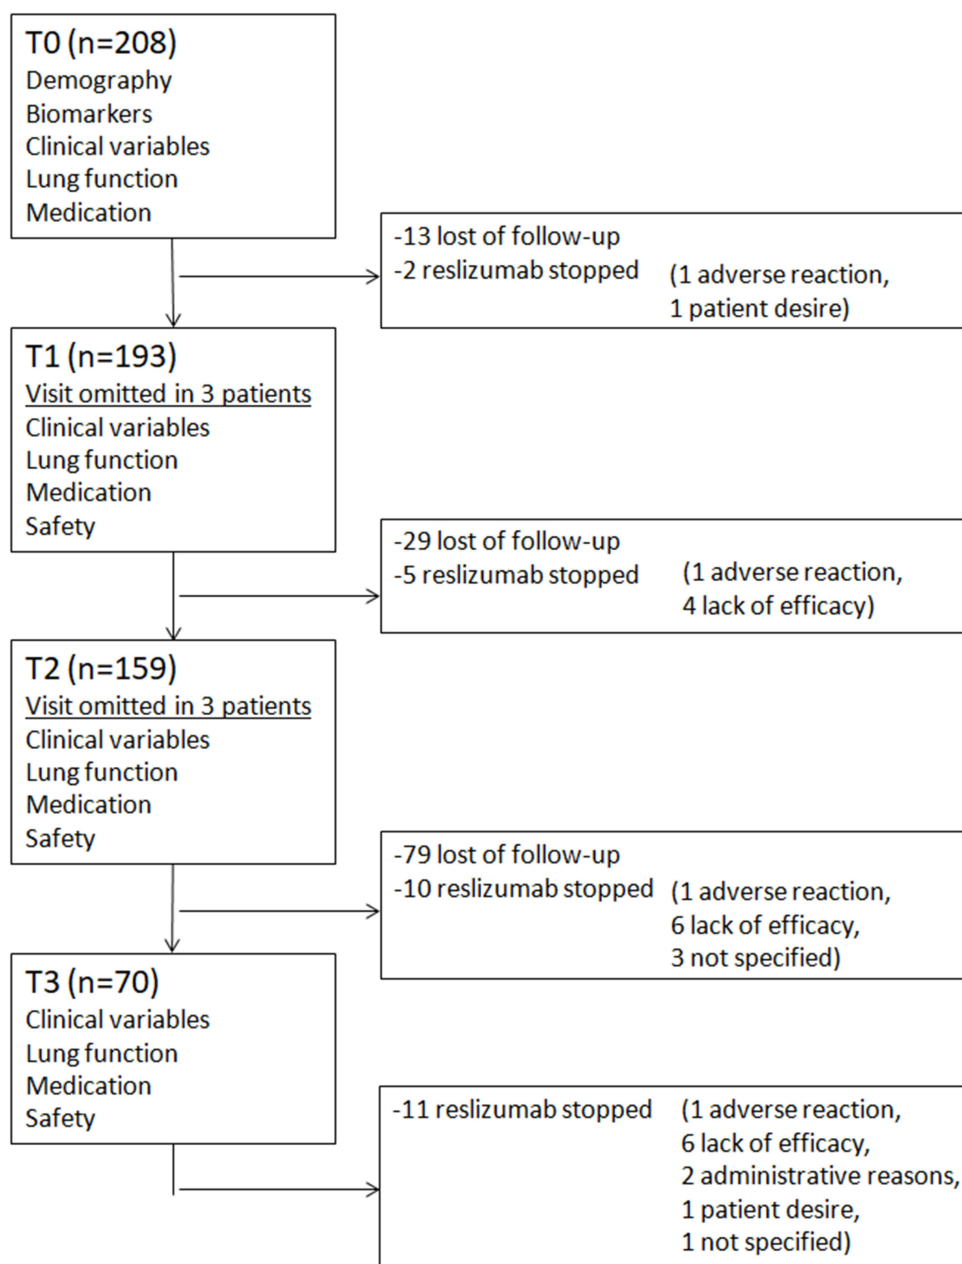 T0 (n=208)
Demography
Biomarkers
Clinical variables
Lung function
Medication
-13 lost of follow-up
-2 reslizumab stopped (1 adverse reaction,
1 patient desire)
T1 (n=193)
Visit omitted in 3 patients
Clinical variables
Lung function
Medication
Safety
-29 lost of follow-up
-5 reslizumab stopped (1 adverse reaction,
4 lack of efficacy)
T2 (n=159)
Visit omitted in 3 patients
Clinical variables
Lung function
Medication
Safety
-79 lost of follow-up
-10 reslizumab stopped (1 adverse reaction,
6 lack of efficacy,
3 not specified)
T3 (n=70)
Clinical variables
Lung function
Medication
Safety
-11 reslizumab stopped (1 adverse reaction,
6 lack of efficacy,
2 administrative reasons,
1 patient desire,
1 not specified)